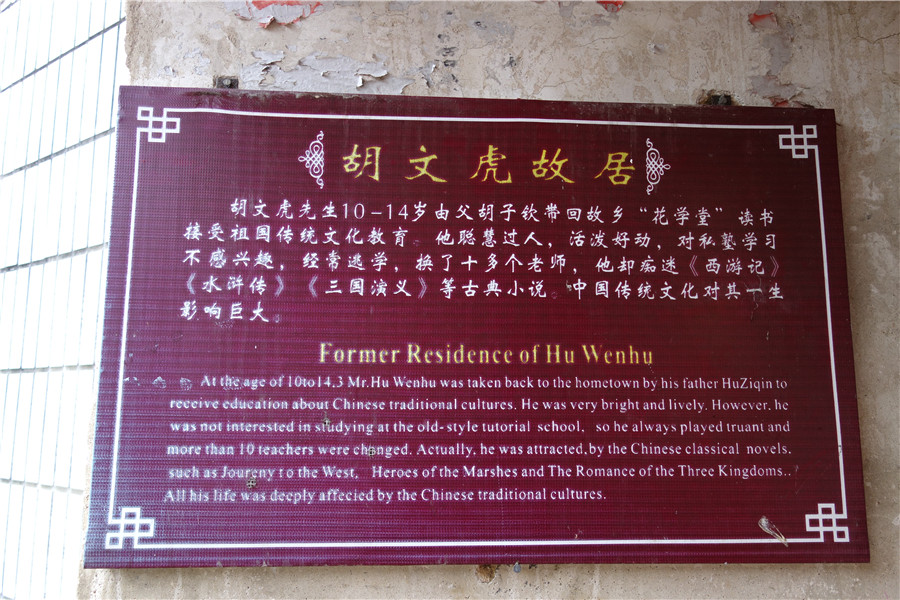 胡文虎故居
胡文虎先生10-14岁由父胡子钦带回故乡“花学堂”读书
接受祖国传统文化教育。他聪慧过人，活泼好动，对私塾学习
不感兴趣，经常逃学，换了十多个老师，他却痴迷《西游记》
《水浒传》《三国演义》等古典小说。中国传统文化对其一生
影响巨大。
Former Residence of Hu Wenhu
At the age of 10to14.3 Mr.Hu Wenhu was taken back to the hometown by his father HuZiqin to
receive education about Chinese traditional cultures. He was very bright and lively. However, he
was not interested in studying at the old-style tutorial school, so he always played truant and
more than 10 teachers were changed. Actually, he was attracted, by the Chinese classical novels,
such as Joureny to the West, Heroes of the Marshes and The Romance of the Three Kingdoms..
All his life was deeply affecied by the Chinese traditional cultures.